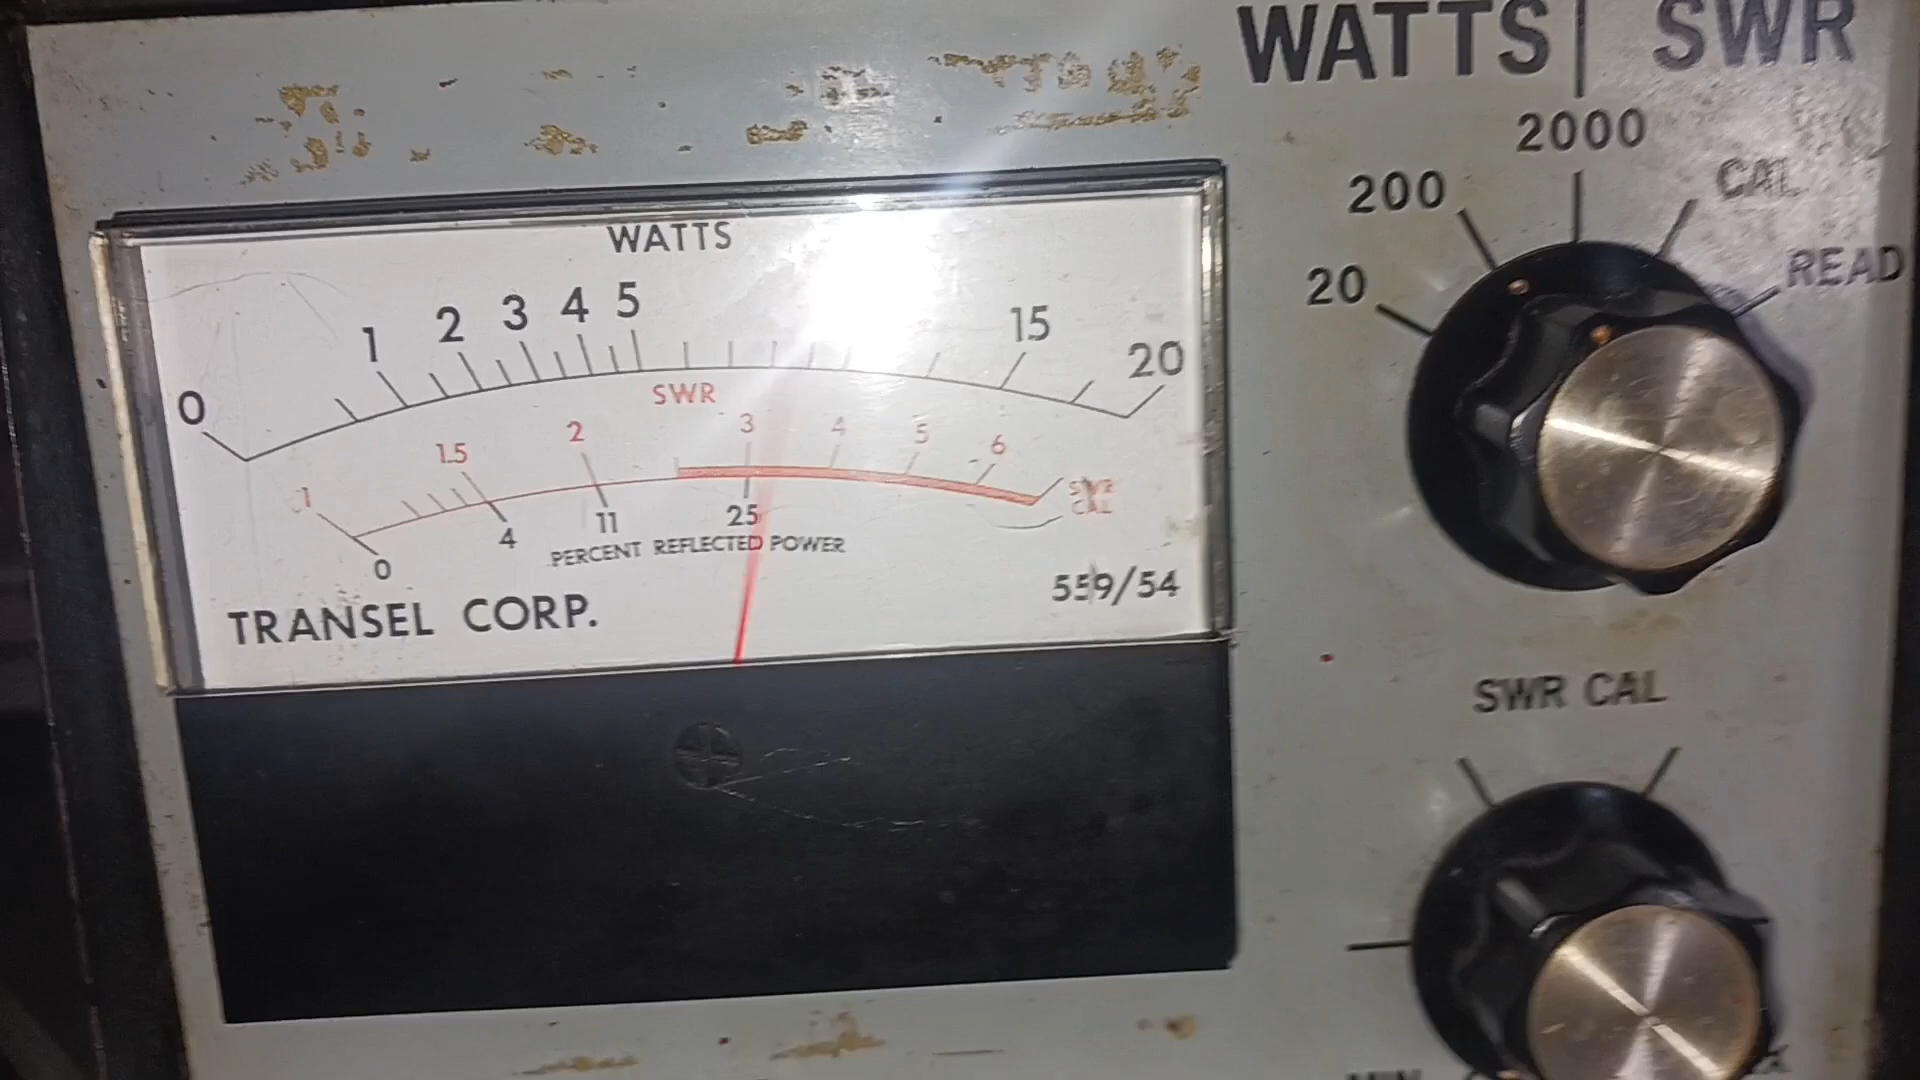 WATTS SWR
2000
200 CAL
20 READ
WATTS
0 1 2 3 4 5 15 20
SWR
1 1.5 2 3 4 5 6 SWR
CAL
0 4 11 25
PERCENT REFLECTED POWER
TRANSEL CORP. 559/54
SWR CAL
MIN